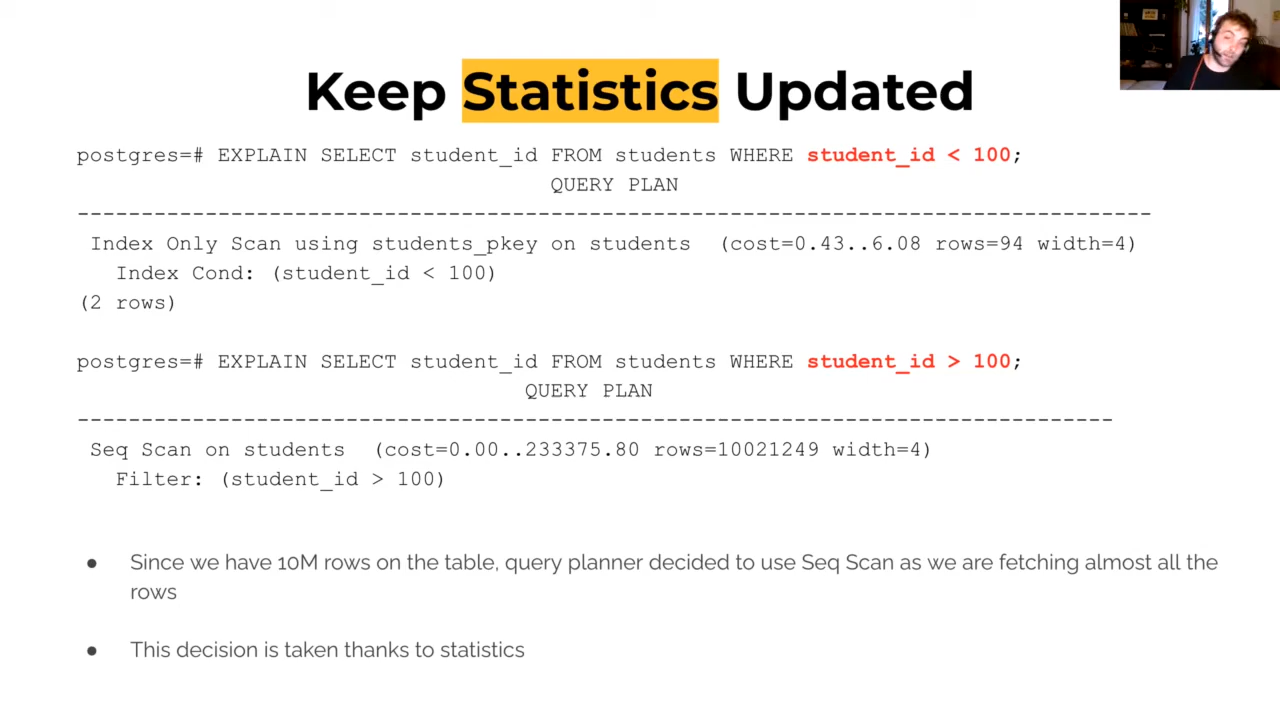 Keep Statistics Updated
postgres=# EXPLAIN SELECT student_id FROM students WHERE student_id < 100;
QUERY PLAN
------------------------------------------------------------------------------------
Index Only Scan using students_pkey on students  (cost=0.43..6.08 rows=94 width=4)
Index Cond: (student_id < 100)
(2 rows)
postgres=# EXPLAIN SELECT student_id FROM students WHERE student_id > 100;
QUERY PLAN
---------------------------------------------------------------------------------
Seq Scan on students  (cost=0.00..233375.80 rows=10021249 width=4)
Filter: (student_id > 100)
● Since we have 10M rows on the table, query planner decided to use Seq Scan as we are fetching almost all the
rows
● This decision is taken thanks to statistics